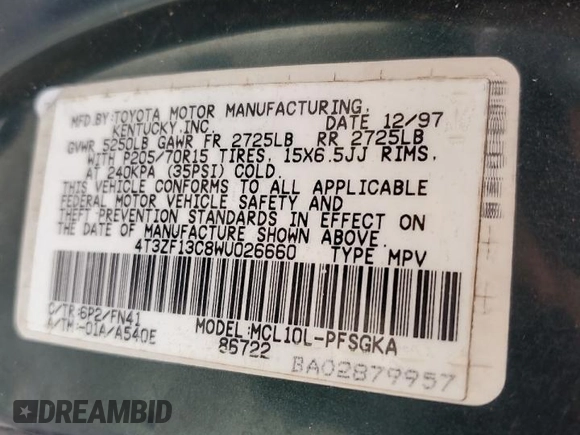 MFD.BY:TOYOTA MOTOR MANUFACTURING,
KENTUCKY,INC. DATE 12/97
GVWR 5250LB GAWR FR 2725LB RR 2725LB
WITH P205/70R15 TIRES, 15X6.5JJ RIMS,
AT 240KPA (35PSI) COLD.
THIS VEHICLE CONFORMS TO ALL APPLICABLE
FEDERAL MOTOR VEHICLE SAFETY AND
THEFT PREVENTION STANDARDS IN EFFECT ON
THE DATE OF MANUFACTURE SHOWN ABOVE.
4T3ZF13C8WU026660 TYPE MPV
C/TR:6P2/FN41
A/TM:-01A/A540E
MODEL:MCL10L-PFSGKA
86722
BA02879957
DREAMBID